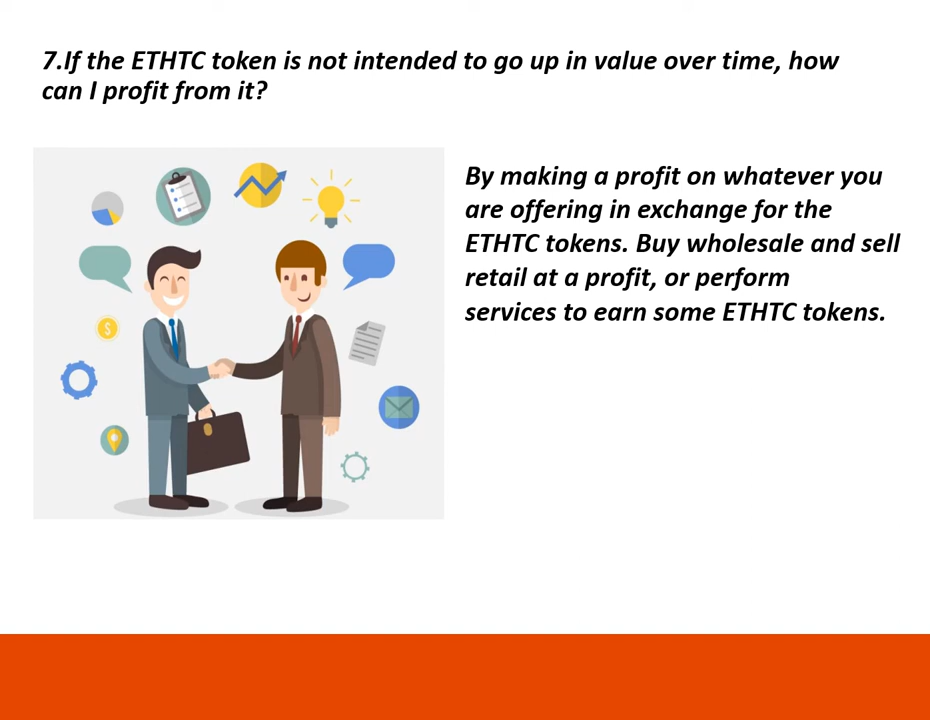 7.If the ETHTC token is not intended to go up in value over time, how
can I profit from it?
By making a profit on whatever you
are offering in exchange for the
ETHTC tokens. Buy wholesale and sell
retail at a profit, or perform
services to earn some ETHTC tokens.
$